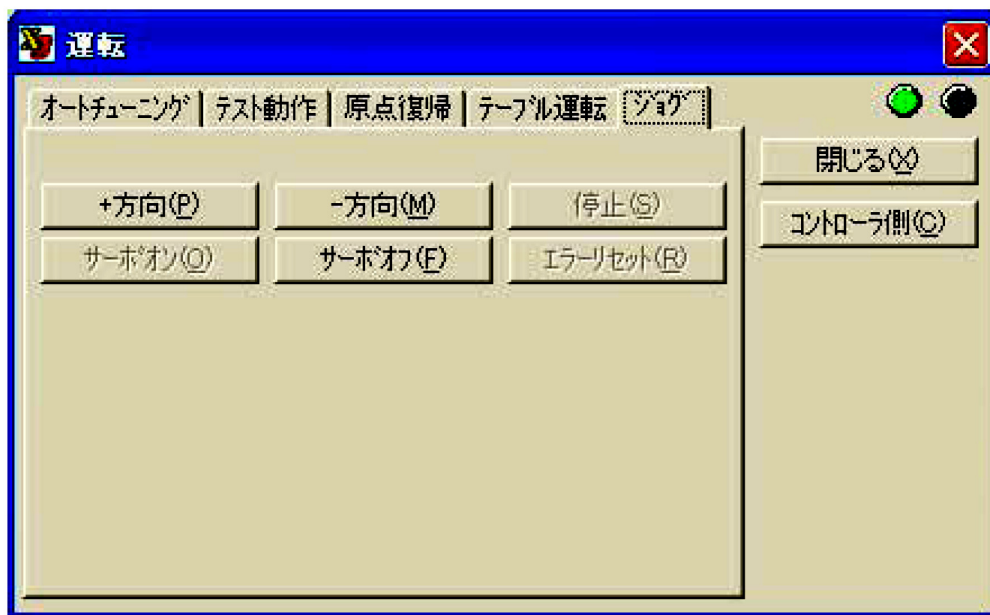 運転
オートチューニング テスト動作 原点復帰 テーブル運転 ジョグ
閉じる(X)
+方向(P) -方向(M) 停止(S)
コントローラ側(C)
サーボオン(O) サーボオフ(F) エラーリセット(R)